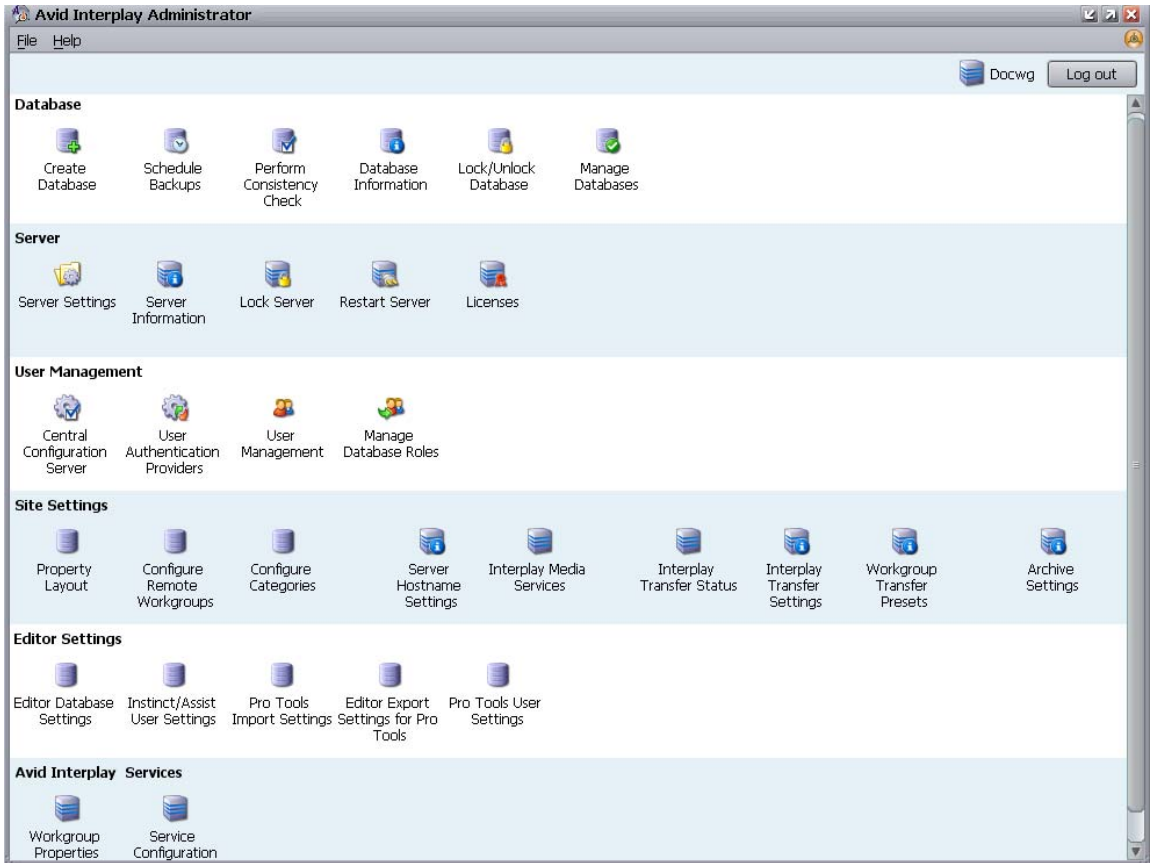 Avid Interplay Administrator
File Help
Docwg Log out
Database
Create Database
Schedule Backups
Perform Consistency Check
Database Information
Lock/Unlock Database
Manage Databases
Server
Server Settings
Server Information
Lock Server
Restart Server
Licenses
User Management
Central Configuration Server
User Authentication Providers
User Management
Manage Database Roles
Site Settings
Property Layout
Configure Remote Workgroups
Configure Categories
Server Hostname Settings
Interplay Media Services
Interplay Transfer Status
Interplay Transfer Settings
Workgroup Transfer Presets
Archive Settings
Editor Settings
Editor Database Settings
Instinct/Assist User Settings
Pro Tools Import Settings
Editor Export Settings for Pro Tools
Pro Tools User Settings
Avid Interplay Services
Workgroup Properties
Service Configuration